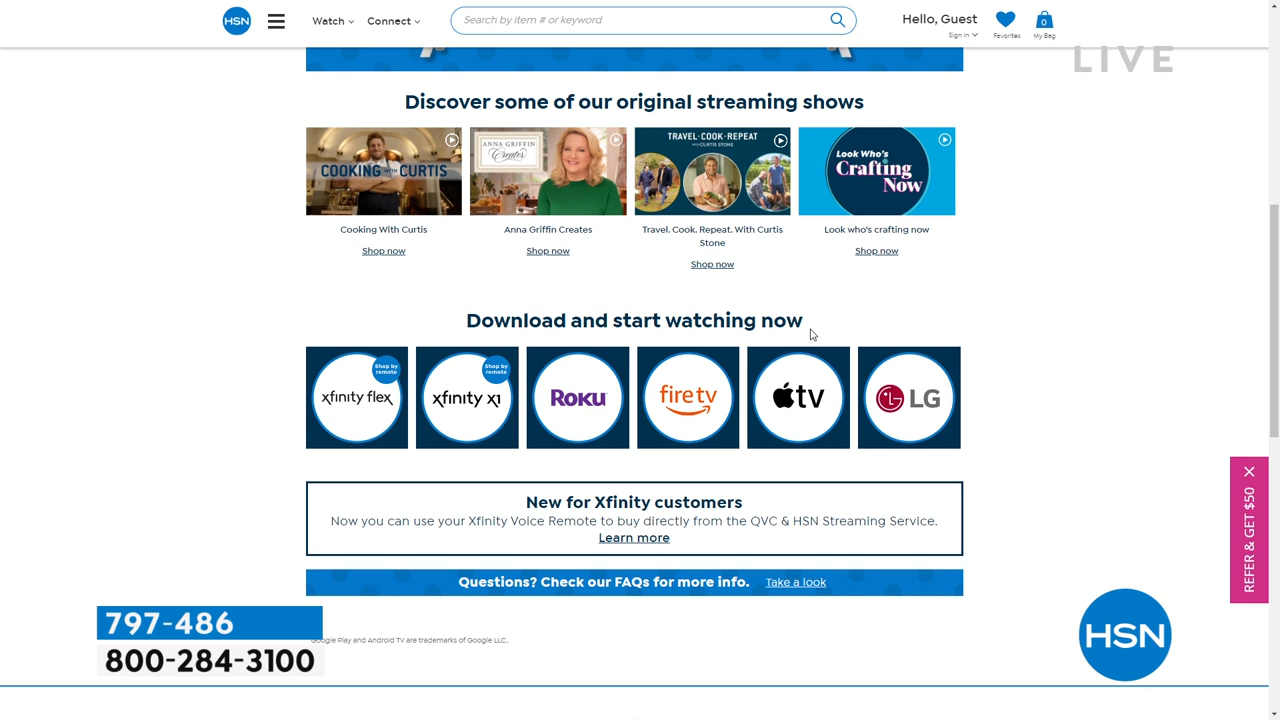 HSN
Watch
Connect
Search by item # or keyword
Hello, Guest
Sign In
Favorites
0
My Bag
LIVE
Discover some of our original streaming shows
COOKING WITH CURTIS
ANNA GRIFFIN
Creates
TRAVEL·COOK·REPEAT
WITH CURTIS STONE
Look Who's
Crafting
Now
Cooking With Curtis
Anna Griffin Creates
Travel. Cook. Repeat. With Curtis
Stone
Look who's crafting now
Shop now
Shop now
Shop now
Shop now
Download and start watching now
Shop by
remote
xfinity flex
Shop by
remote
xfinity x1
ROKU
fire tv
tv
LG
New for Xfinity customers
Now you can use your Xfinity Voice Remote to buy directly from the QVC & HSN Streaming Service.
Learn more
Questions? Check our FAQs for more info. Take a look
REFER & GET $50
797-486
Google Play and Android TV are trademarks of Google LLC.
800-284-3100
HSN